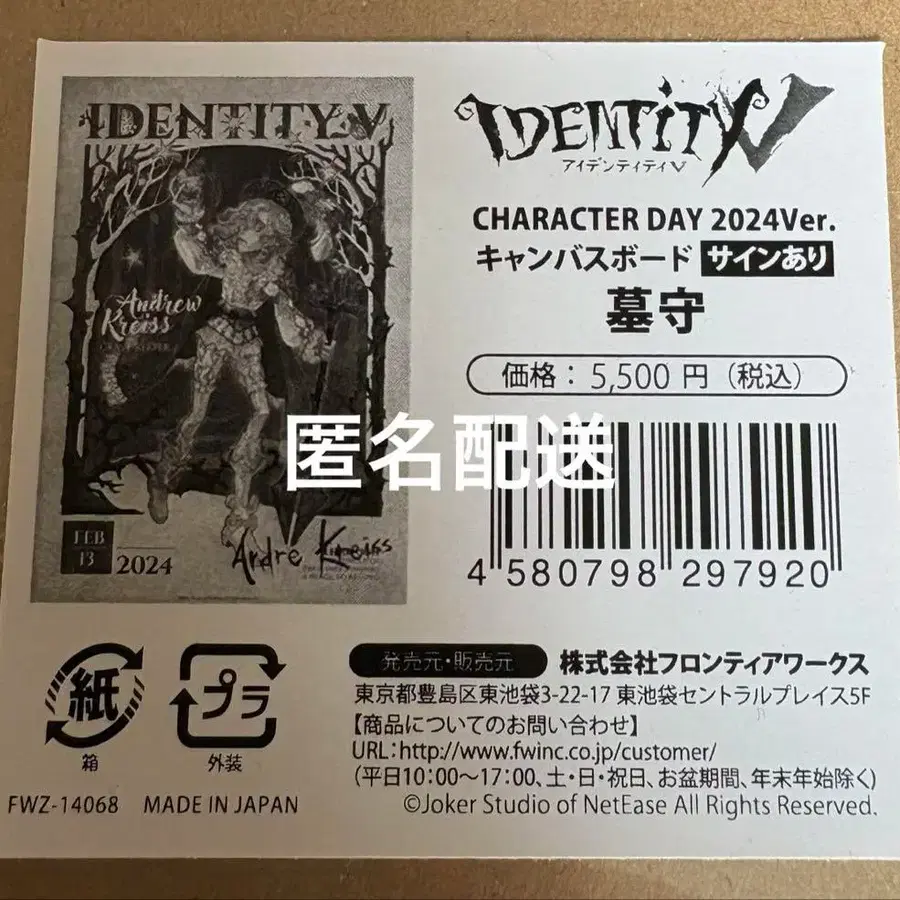 IDENTITY V
Andrew
Kreiss
GRAVE KEEPER
FEB
13
2024
Andre Kreiss
IDENTITY V
アイデンティティV
CHARACTER DAY 2024Ver.
キャンバスボード サインあり
墓守
価格：5,500 円（税込）
匿名配送
4 580798 297920
紙
箱
プラ
外装
FWZ-14068 MADE IN JAPAN
発売元・販売元 株式会社フロンティアワークス
東京都豊島区東池袋3-22-17 東池袋セントラルプレイス5F
【商品についてのお問い合わせ】
URL:http://www.fwinc.co.jp/customer/
(平日10:00～17:00、土・日・祝日、お盆期間、年末年始除く)
©Joker Studio of NetEase All Rights Reserved.